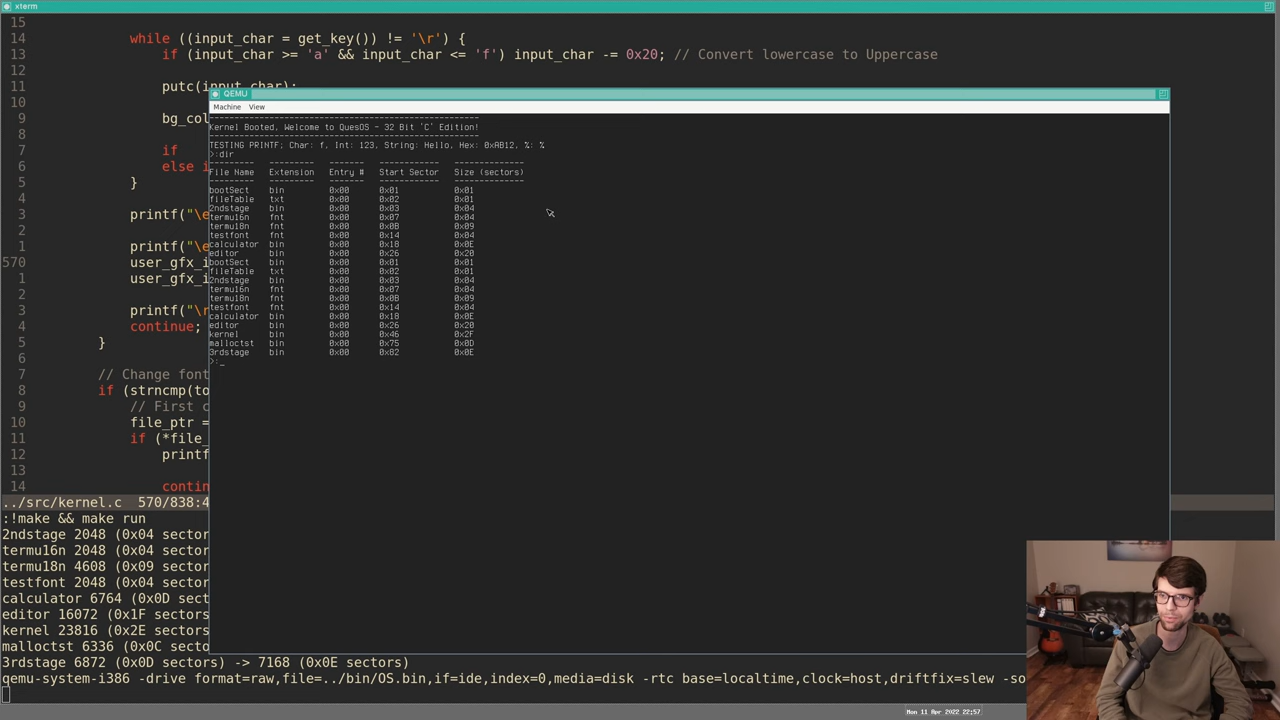 xterm
15
14 while ((input_char = get_key()) != '\r') {
13 if (input_char >= 'a' && input_char <= 'f') input_char -= 0x20; // Convert lowercase to Uppercase
12
11 putc(input_char);
10
9 bg_col
8
7 if
6 else i
5 }
4
3 printf("\e
2
1 printf("\e
570 user_gfx_i
1 user_gfx_i
2
3 printf("\r
4 continue;
5 }
6
7 // Change font
8 if (strncmp(to
9 // First c
10 file_ptr =
11 if (*file_
12 printf
13
14 contin
../src/kernel.c 570/838:4
:!make && make run
2ndstage 2048 (0x04 sector
termu16n 2048 (0x04 sector
termu18n 4608 (0x09 sector
testfont 2048 (0x04 sector
calculator 6764 (0x0D sect
editor 16072 (0x1F sectors
kernel 23816 (0x2E sectors
malloctst 6336 (0x0C secto
3rdstage 6872 (0x0D sectors) -> 7168 (0x0E sectors)
qemu-system-i386 -drive format=raw,file=../bin/OS.bin,if=ide,index=0,media=disk -rtc base=localtime,clock=host,driftfix=slew -so
QEMU
Machine View
------------------------------------------------------
Kernel Booted, Welcome to QuesOS - 32 Bit 'C' Edition!
------------------------------------------------------
TESTING PRINTF; Char: f, Int: 123, String: Hello, Hex: 0xAB12, %: %
>:dir
--------- --------- ------- ------------ --------------
File Name Extension Entry # Start Sector Size (sectors)
--------- --------- ------- ------------ --------------
bootSect bin 0x00 0x01 0x01
fileTable txt 0x00 0x02 0x01
2ndstage bin 0x00 0x03 0x04
termu16n fnt 0x00 0x07 0x04
termu18n fnt 0x00 0x0B 0x09
testfont fnt 0x00 0x14 0x04
calculator bin 0x00 0x18 0x0E
editor bin 0x00 0x26 0x20
bootSect bin 0x00 0x01 0x01
fileTable txt 0x00 0x02 0x01
2ndstage bin 0x00 0x03 0x04
termu16n fnt 0x00 0x07 0x04
termu18n fnt 0x00 0x0B 0x09
testfont fnt 0x00 0x14 0x04
calculator bin 0x00 0x18 0x0E
editor bin 0x00 0x26 0x20
kernel bin 0x00 0x46 0x2F
malloctst bin 0x00 0x75 0x0D
3rdstage bin 0x00 0x82 0x0E
>:_
Mon 11 Apr 2022 22:57